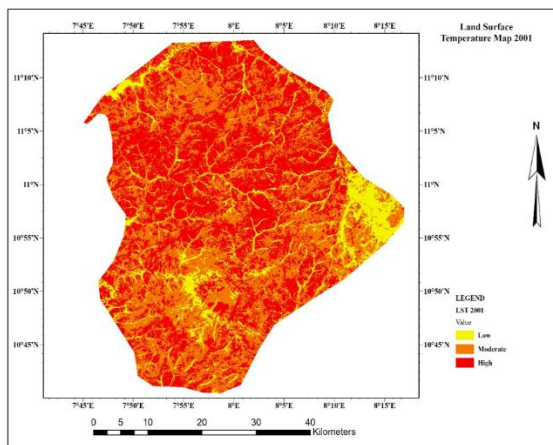 Land Surface
Temperature Map 2001
7°45'E 7°50'E 7°55'E 8°E 8°5'E 8°10'E 8°15'E
11°10'N 11°10'N
11°5'N 11°5'N
N
11°N 11°N
10°55'N 10°55'N
10°50'N 10°50'N
LEGEND
LST 2001
Value
Low
Moderate
High
10°45'N 10°45'N
7°45'E 7°50'E 7°55'E 8°E 8°5'E 8°10'E 8°15'E
0 5 10 20 30 40
Kilometers